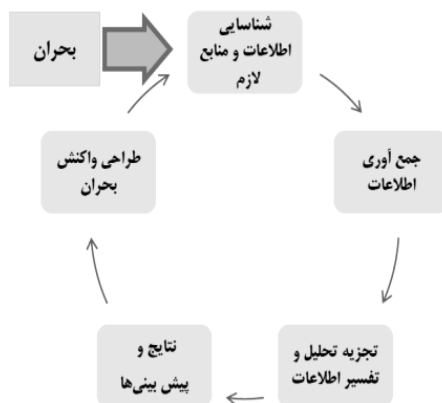 بحران
شناسایی
اطلاعات و منابع
لازم
جمع آوری
اطلاعات
تجزیه تحلیل و
تفسیر اطلاعات
نتایج و
پیش بینی‌ها
طراحی واکنش
بحران